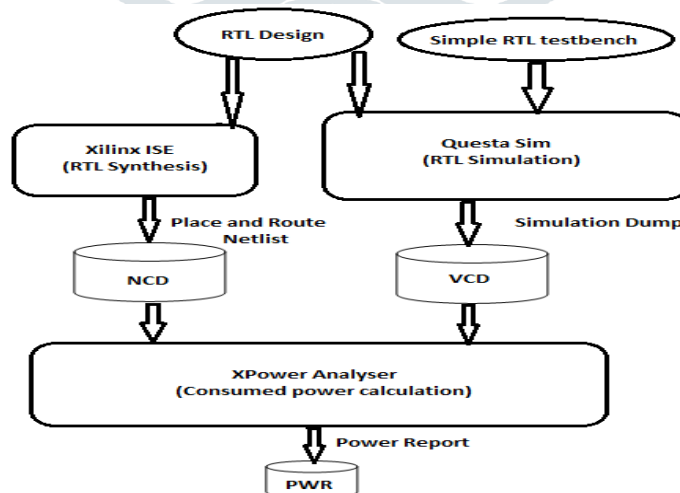 RTL Design
Simple RTL testbench
Xilinx ISE
(RTL Synthesis)
Questa Sim
(RTL Simulation)
Place and Route
Netlist
Simulation Dump
NCD
VCD
XPower Analyser
(Consumed power calculation)
Power Report
PWR